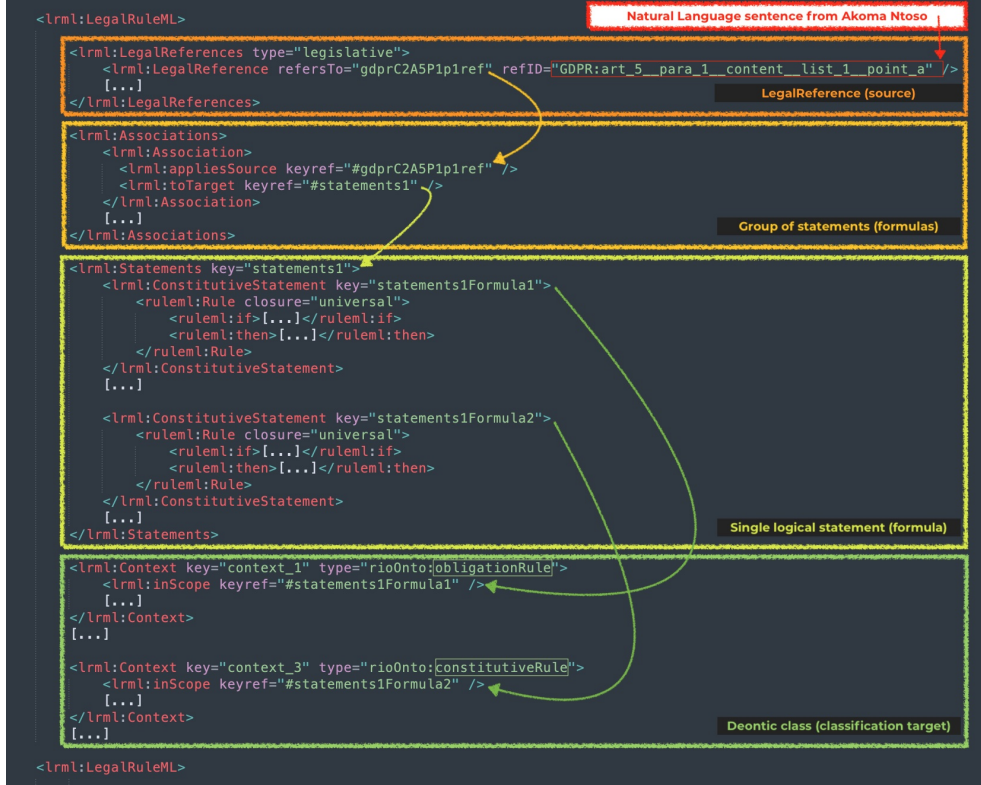 <lrml:LegalRuleML>
Natural Language sentence from Akoma Ntoso
<lrml:LegalReferences type="legislative">
<lrml:LegalReference refersTo="gdprC2A5P1p1ref" refID="GDPR:art_5__para_1__content__list_1__point_a" />
[...]
</lrml:LegalReferences>
LegalReference (source)
<lrml:Associations>
<lrml:Association>
<lrml:appliesSource keyref="#gdprC2A5P1p1ref" />
<lrml:toTarget keyref="#statements1" />
</lrml:Association>
[...]
</lrml:Associations>
Group of statements (formulas)
<lrml:Statements key="statements1">
<lrml:ConstitutiveStatement key="statements1Formula1">
<ruleml:Rule closure="universal">
<ruleml:if>[...]</ruleml:if>
<ruleml:then>[...]</ruleml:then>
</ruleml:Rule>
</lrml:ConstitutiveStatement>
[...]
<lrml:ConstitutiveStatement key="statements1Formula2">
<ruleml:Rule closure="universal">
<ruleml:if>[...]</ruleml:if>
<ruleml:then>[...]</ruleml:then>
</ruleml:Rule>
</lrml:ConstitutiveStatement>
[...]
</lrml:Statements>
Single logical statement (formula)
<lrml:Context key="context_1" type="rioOnto:obligationRule">
<lrml:inScope keyref="#statements1Formula1" />
[...]
</lrml:Context>
[...]
<lrml:Context key="context_3" type="rioOnto:constitutiveRule">
<lrml:inScope keyref="#statements1Formula2" />
[...]
</lrml:Context>
[...]
Deontic class (classification target)
<lrml:LegalRuleML>